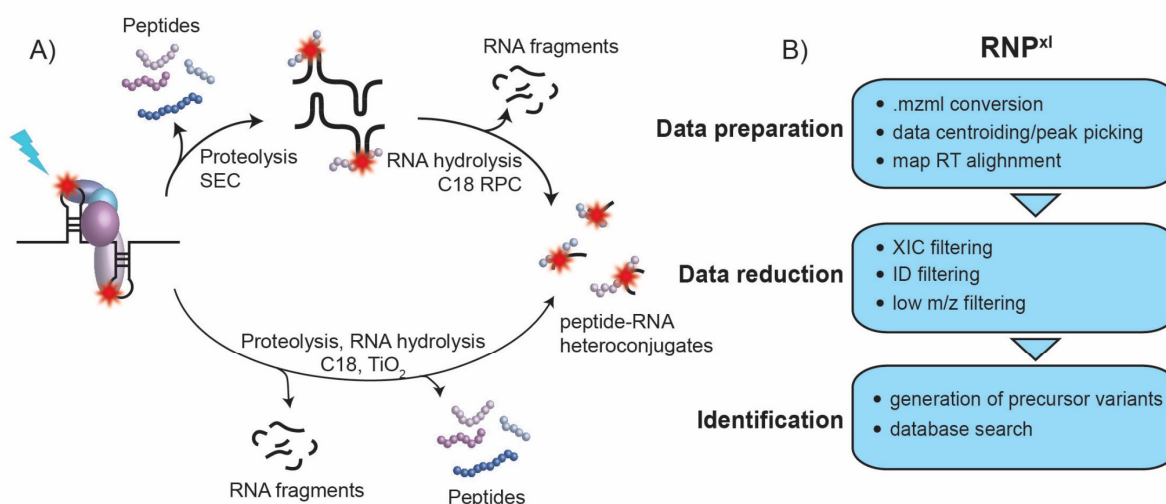 A)
Peptides
Proteolysis
SEC
RNA fragments
RNA hydrolysis
C18 RPC
peptide-RNA
heteroconjugates
Proteolysis, RNA hydrolysis
C18, TiO2
RNA fragments
Peptides
B)
RNPxl
Data preparation
• .mzml conversion
• data centroiding/peak picking
• map RT alighnment
Data reduction
• XIC filtering
• ID filtering
• low m/z filtering
Identification
• generation of precursor variants
• database search